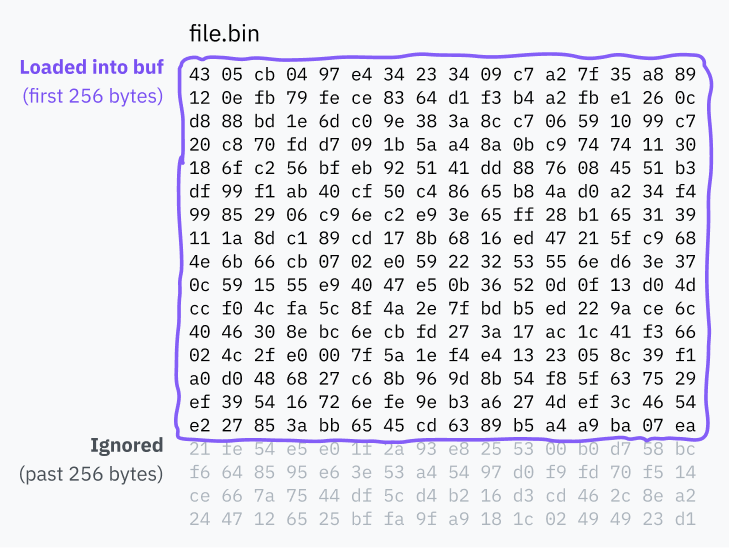 file.bin
Loaded into buf
(first 256 bytes)
43 05 cb 04 97 e4 34 23 34 09 c7 a2 7f 35 a8 89
12 0e fb 79 fe ce 83 64 d1 f3 b4 a2 fb e1 26 0c
d8 88 bd 1e 6d c0 9e 38 3a 8c c7 06 59 10 99 c7
20 c8 70 fd d7 09 1b 5a a4 8a 0b c9 74 74 11 30
18 6f c2 56 bf eb 92 51 41 dd 88 76 08 45 51 b3
df 99 f1 ab 40 cf 50 c4 86 65 b8 4a d0 a2 34 f4
99 85 29 06 c9 6e c2 e9 3e 65 ff 28 b1 65 31 39
11 1a 8d c1 89 cd 17 8b 68 16 ed 47 21 5f c9 68
4e 6b 66 cb 07 02 e0 59 22 32 53 55 6e d6 3e 37
0c 59 15 55 e9 40 47 e5 0b 36 52 0d 0f 13 d0 4d
cc f0 4c fa 5c 8f 4a 2e 7f bd b5 ed 22 9a ce 6c
40 46 30 8e bc 6e cb fd 27 3a 17 ac 1c 41 f3 66
02 4c 2f e0 00 7f 5a 1e f4 e4 13 23 05 8c 39 f1
a0 d0 48 68 27 c6 8b 96 9d 8b 54 f8 5f 63 75 29
ef 39 54 16 72 6e fe 9e b3 a6 27 4d ef 3c 46 54
e2 27 85 3a bb 65 45 cd 63 89 b5 a4 a9 ba 07 ea
Ignored
(past 256 bytes)
21 fe 54 e5 e0 1f 2a 93 e8 25 53 00 b0 d7 58 bc
f6 64 85 95 e6 3e 53 a4 54 97 d0 f9 fd 70 f5 14
ce 66 7a 75 44 df 5c d4 b2 16 d3 cd 46 2c 8e a2
24 47 12 65 25 bf fa 9f a9 18 1c 02 49 49 23 d1